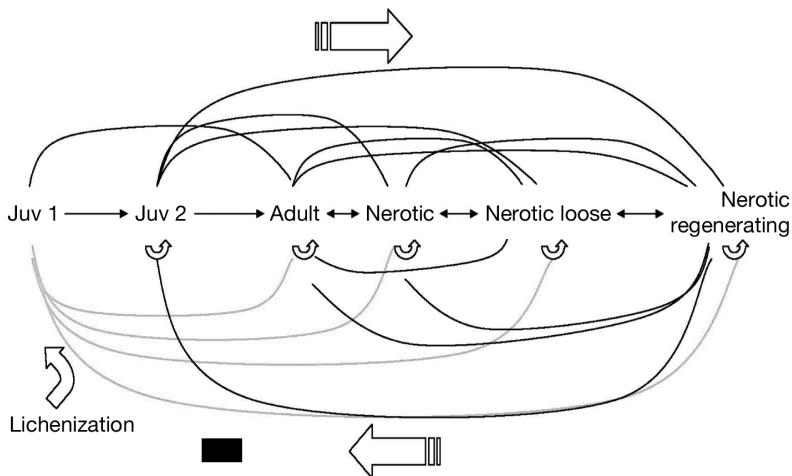 Juv 1
Juv 2
Adult
Nerotic
Nerotic loose
Nerotic
regenerating
Lichenization